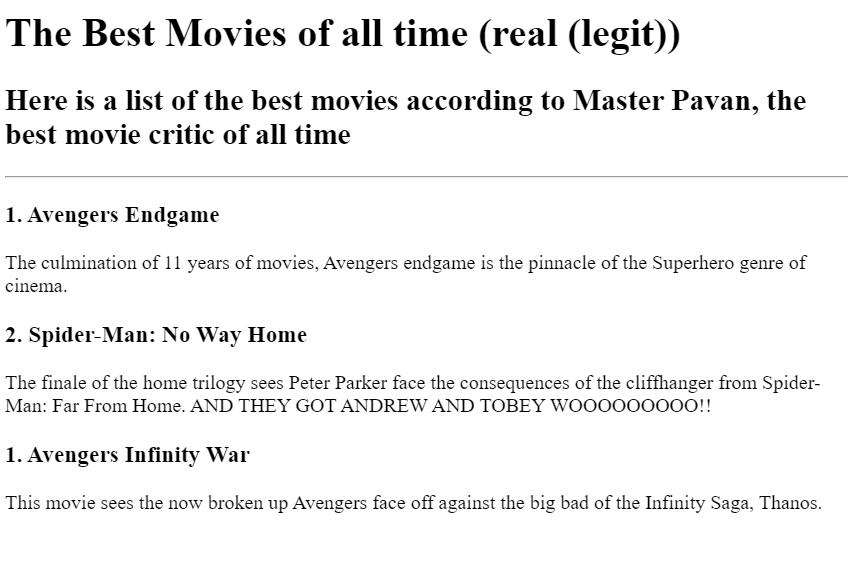 The Best Movies of all time (real (legit))
Here is a list of the best movies according to Master Pavan, the
best movie critic of all time
1. Avengers Endgame
The culmination of 11 years of movies, Avengers endgame is the pinnacle of the Superhero genre of
cinema.
2. Spider-Man: No Way Home
The finale of the home trilogy sees Peter Parker face the consequences of the cliffhanger from Spider-
Man: Far From Home. AND THEY GOT ANDREW AND TOBEY WOOOOOOOOO!!
1. Avengers Infinity War
This movie sees the now broken up Avengers face off against the big bad of the Infinity Saga, Thanos.